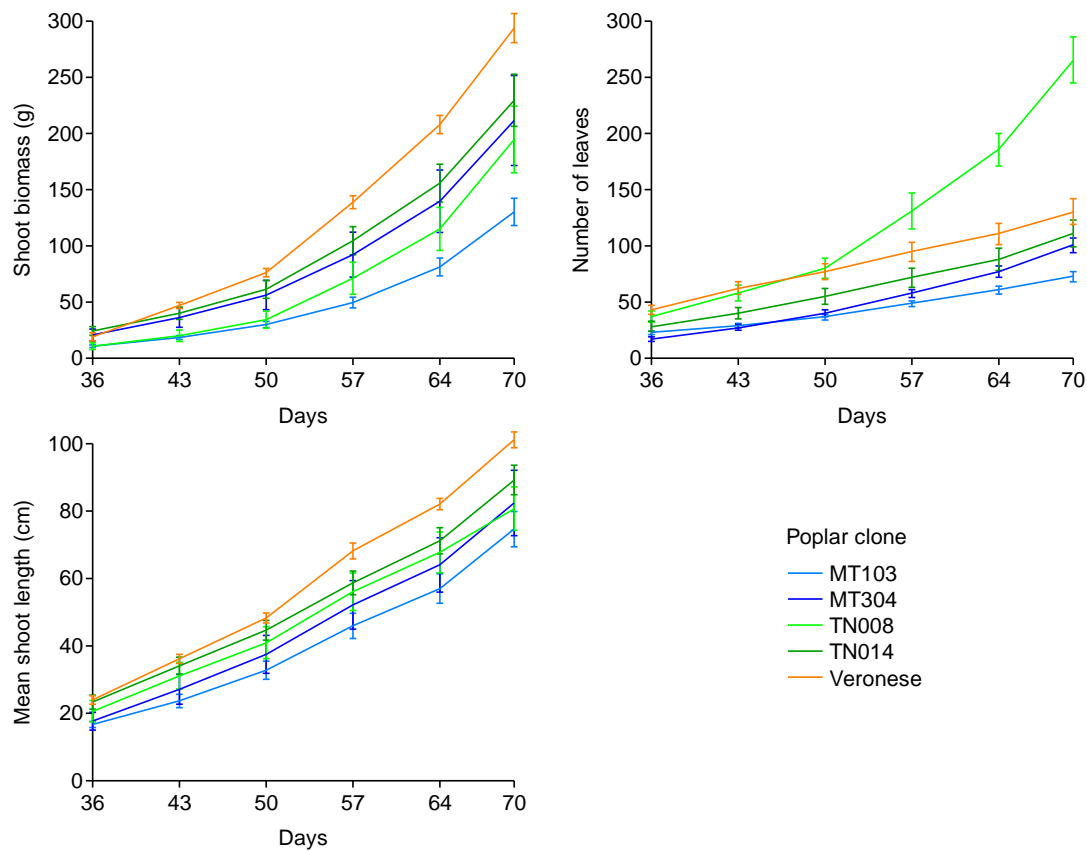 Shoot biomass (g)
300
250
200
150
100
50
0
36 43 50 57 64 70
Days
Number of leaves
300
250
200
150
100
50
0
36 43 50 57 64 70
Days
Mean shoot length (cm)
100
80
60
40
20
0
36 43 50 57 64 70
Days
Poplar clone
MT103
MT304
TN008
TN014
Veronese